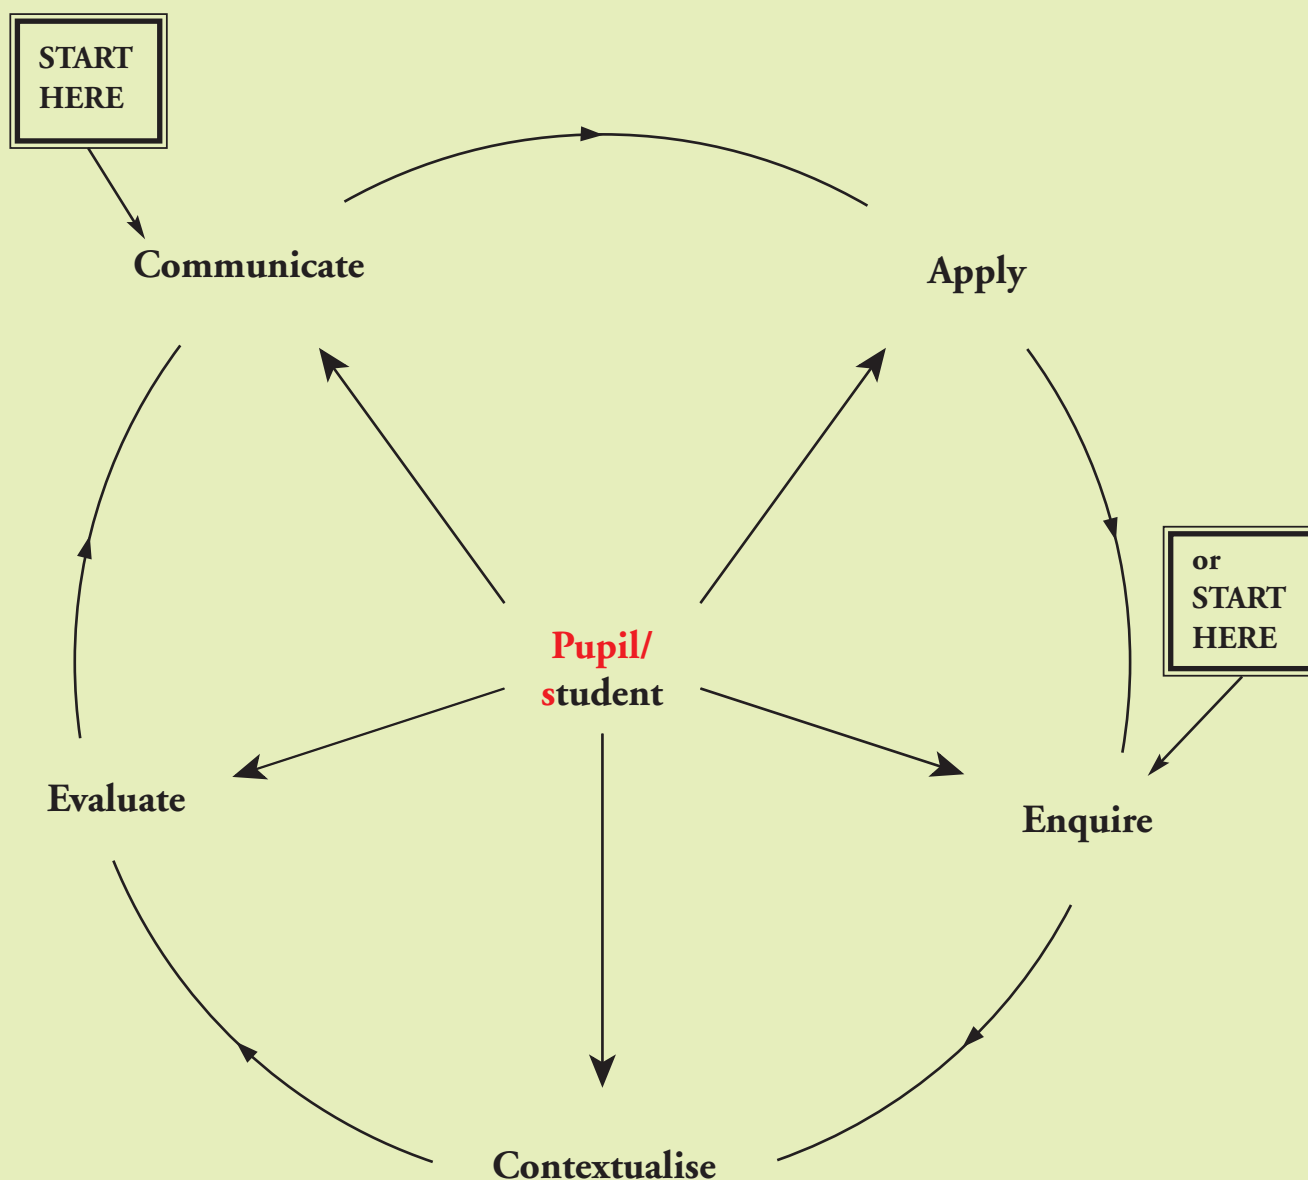 START
HERE
Communicate
Apply
or
START
HERE
Pupil/
student
Evaluate
Enquire
Contextualise